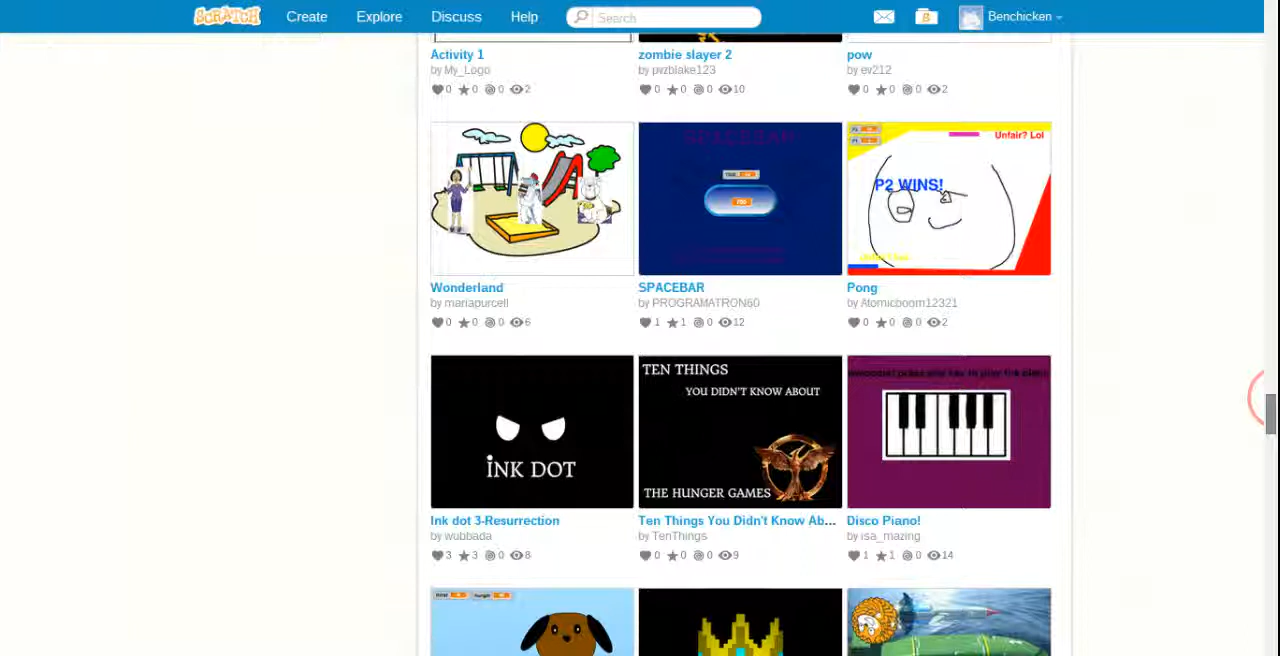 SCRATCH Create Explore Discuss Help Search Benchicken
Activity 1 zombie slayer 2 pow
by My_Logo by pvzblake123 by ev212
0 0 0 2 0 0 0 10 0 0 0 2
SPACEBAR
Unfair? Lol
P2 WINS!
Wonderland SPACEBAR Pong
by mariapurcell by PROGRAMATRON60 by Atomicboom12321
0 0 0 6 1 1 0 12 0 0 0 2
TEN THINGS
YOU DIDN'T KNOW ABOUT
INK DOT
THE HUNGER GAMES
Ink dot 3-Resurrection Ten Things You Didn't Know Ab... Disco Piano!
by wubbada by TenThings by isa_mazing
3 3 0 8 0 0 0 9 1 1 0 14